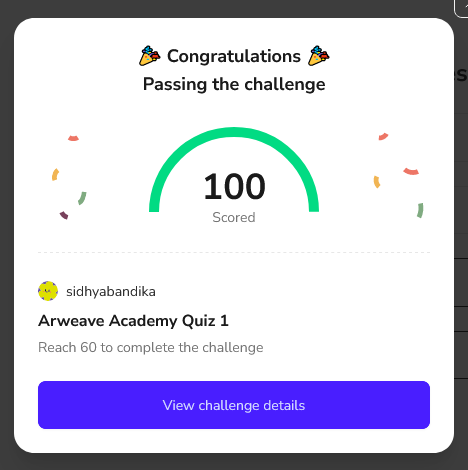 Congratulations
Passing the challenge
100
Scored
sidhyabandika
Arweave Academy Quiz 1
Reach 60 to complete the challenge
View challenge details